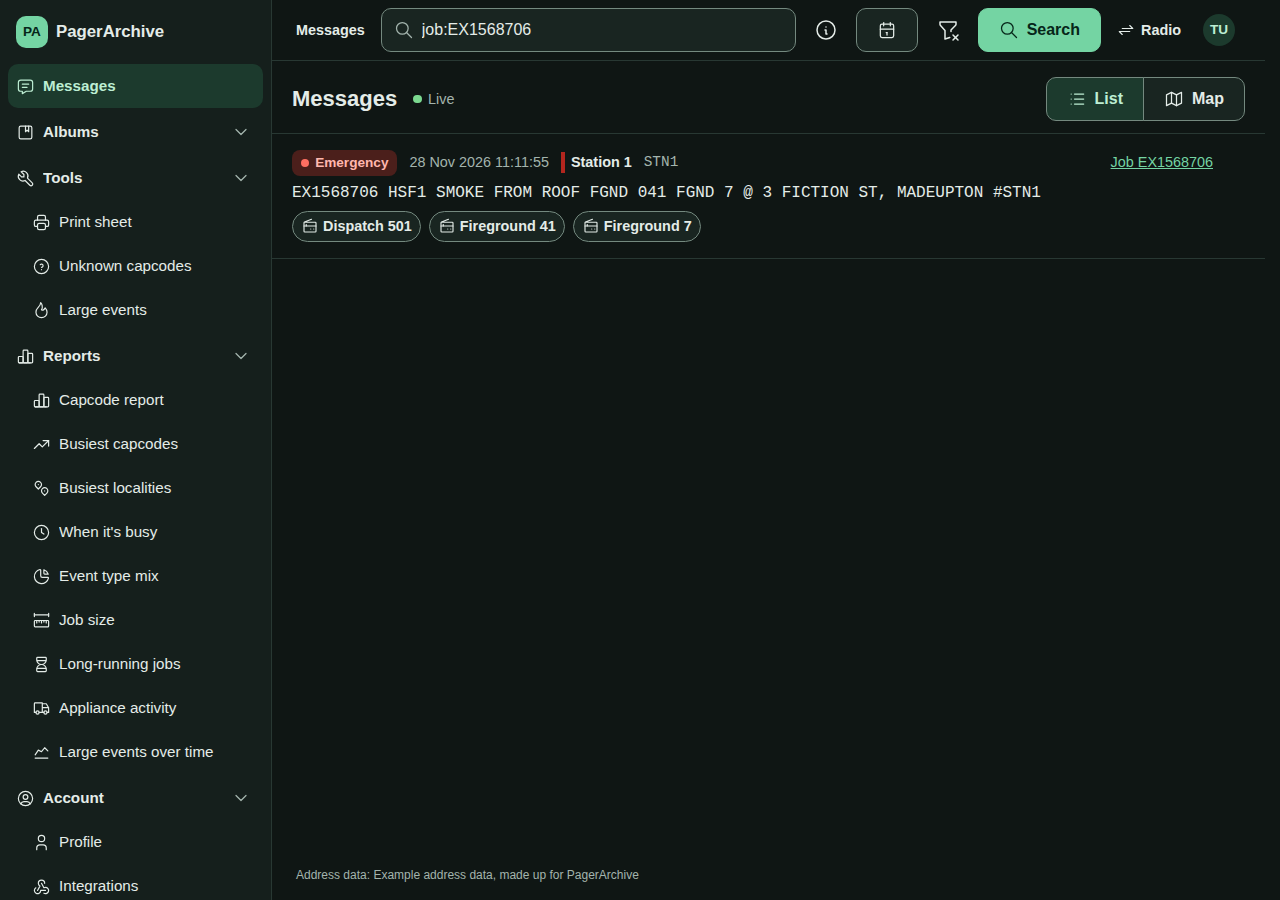 PA PagerArchive
Messages
Albums
Tools
Print sheet
Unknown capcodes
Large events
Reports
Capcode report
Busiest capcodes
Busiest localities
When it's busy
Event type mix
Job size
Long-running jobs
Appliance activity
Large events over time
Account
Profile
Integrations
Messages job:EX1568706 Search Radio TU
Messages Live List Map
Emergency 28 Nov 2026 11:11:55 Station 1 STN1 Job EX1568706
EX1568706 HSF1 SMOKE FROM ROOF FGND 041 FGND 7 @ 3 FICTION ST, MADEUPTON #STN1
Dispatch 501 Fireground 41 Fireground 7
Address data: Example address data, made up for PagerArchive